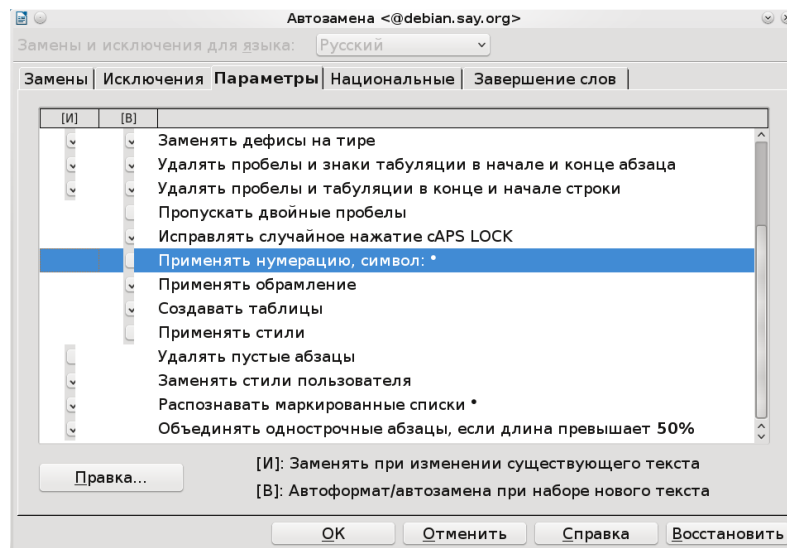 Автозамена <@debian.say.org>
Замены и исключения для языка: Русский
Замены Исключения Параметры Национальные Завершение слов
[И] [В]
Заменять дефисы на тире
Удалять пробелы и знаки табуляции в начале и конце абзаца
Удалять пробелы и табуляции в конце и начале строки
Пропускать двойные пробелы
Исправлять случайное нажатие cAPS LOCK
Применять нумерацию, символ: •
Применять обрамление
Создавать таблицы
Применять стили
Удалять пустые абзацы
Заменять стили пользователя
Распознавать маркированные списки •
Объединять однострочные абзацы, если длина превышает 50%
Правка...
[И]: Заменять при изменении существующего текста
[В]: Автоформат/автозамена при наборе нового текста
ОК Отменить Справка Восстановить